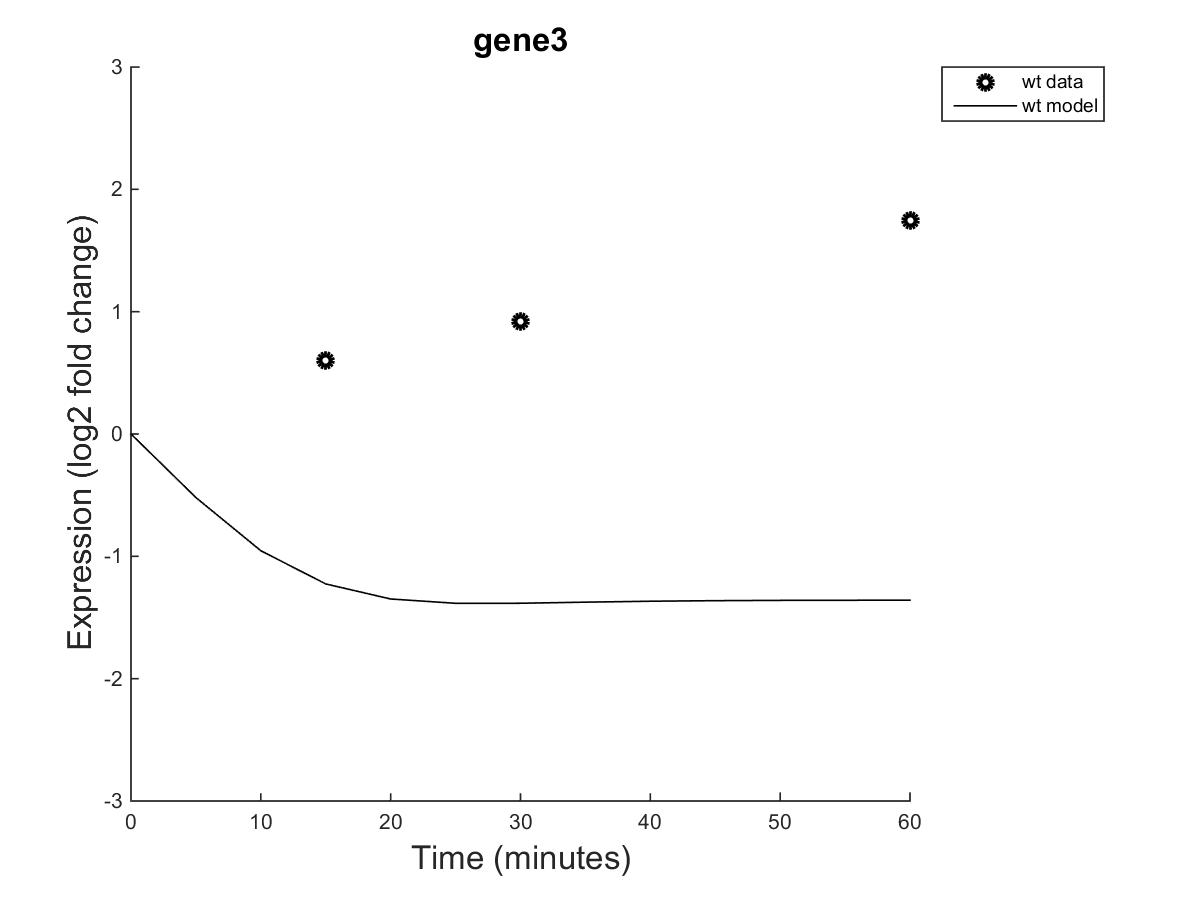 gene3
wt data
wt model
Expression (log2 fold change)
3
2
1
0
-1
-2
-3
0 10 20 30 40 50 60
Time (minutes)